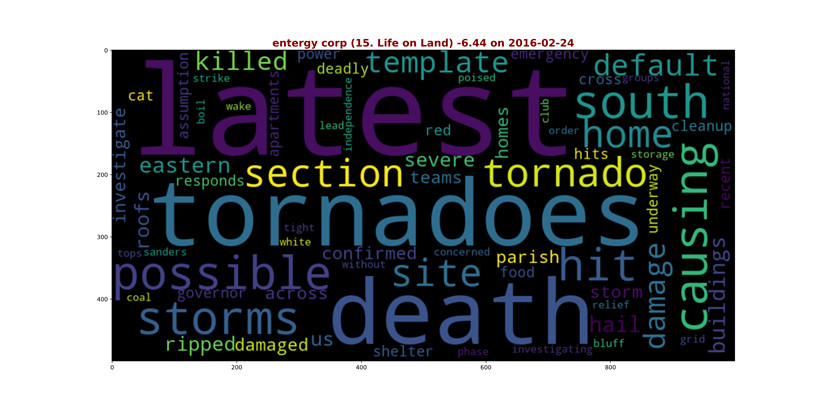 entergy corp (15. Life on Land) -6.44 on 2016-02-24
0
100
200
300
400
0
200
400
600
800
killed
power
emergency
template
default
deadly
poised
cross
groups
strike
assumption
cat
boil
wake
latest
independence
apartments
lead
red
homes
club
order
south
home
cleanup
national
investigate
eastern
responds
section
severe
teams
tornado
hits
storage
underway
causing
recent
roofs
tornadoes
tight
white
tops
sanders
confirmed
without
concerned
parish
hit
damage
buildings
possible
coal
governor
across
site
food
storm
relief
death
hail
storms
ripped
damaged
us
shelter
phase
investigating
bluff
grid